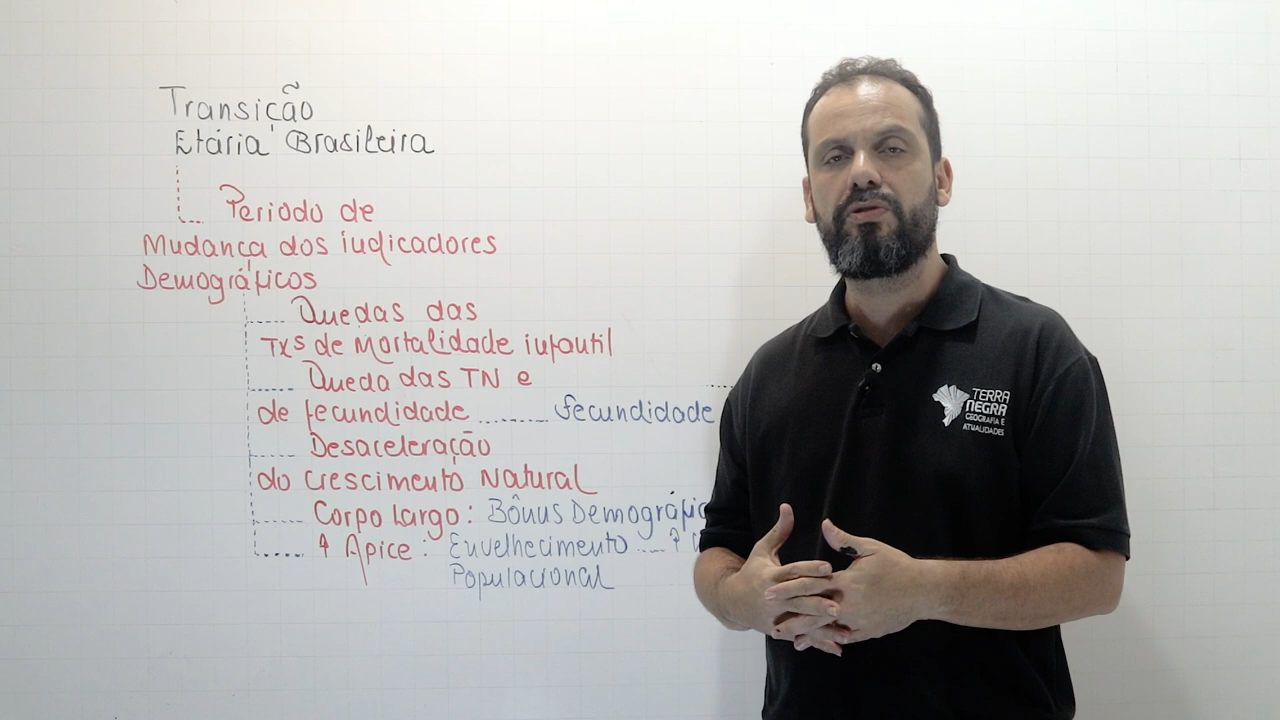 Transição
Etária Brasileira
Período de
Mudança dos indicadores
Demográficos
Quedas das
Txs de Mortalidade infantil
Queda das TN e
de fecundidade ........ fecundidade
Desaceleração
do crescimento Natural
Corpo Largo: Bônus Demográfic
↑ Ápice: Envelhecimento .... ↑
Populacional
TERRA
NEGRA
GEOGRAFIA E
ATUALIDADES